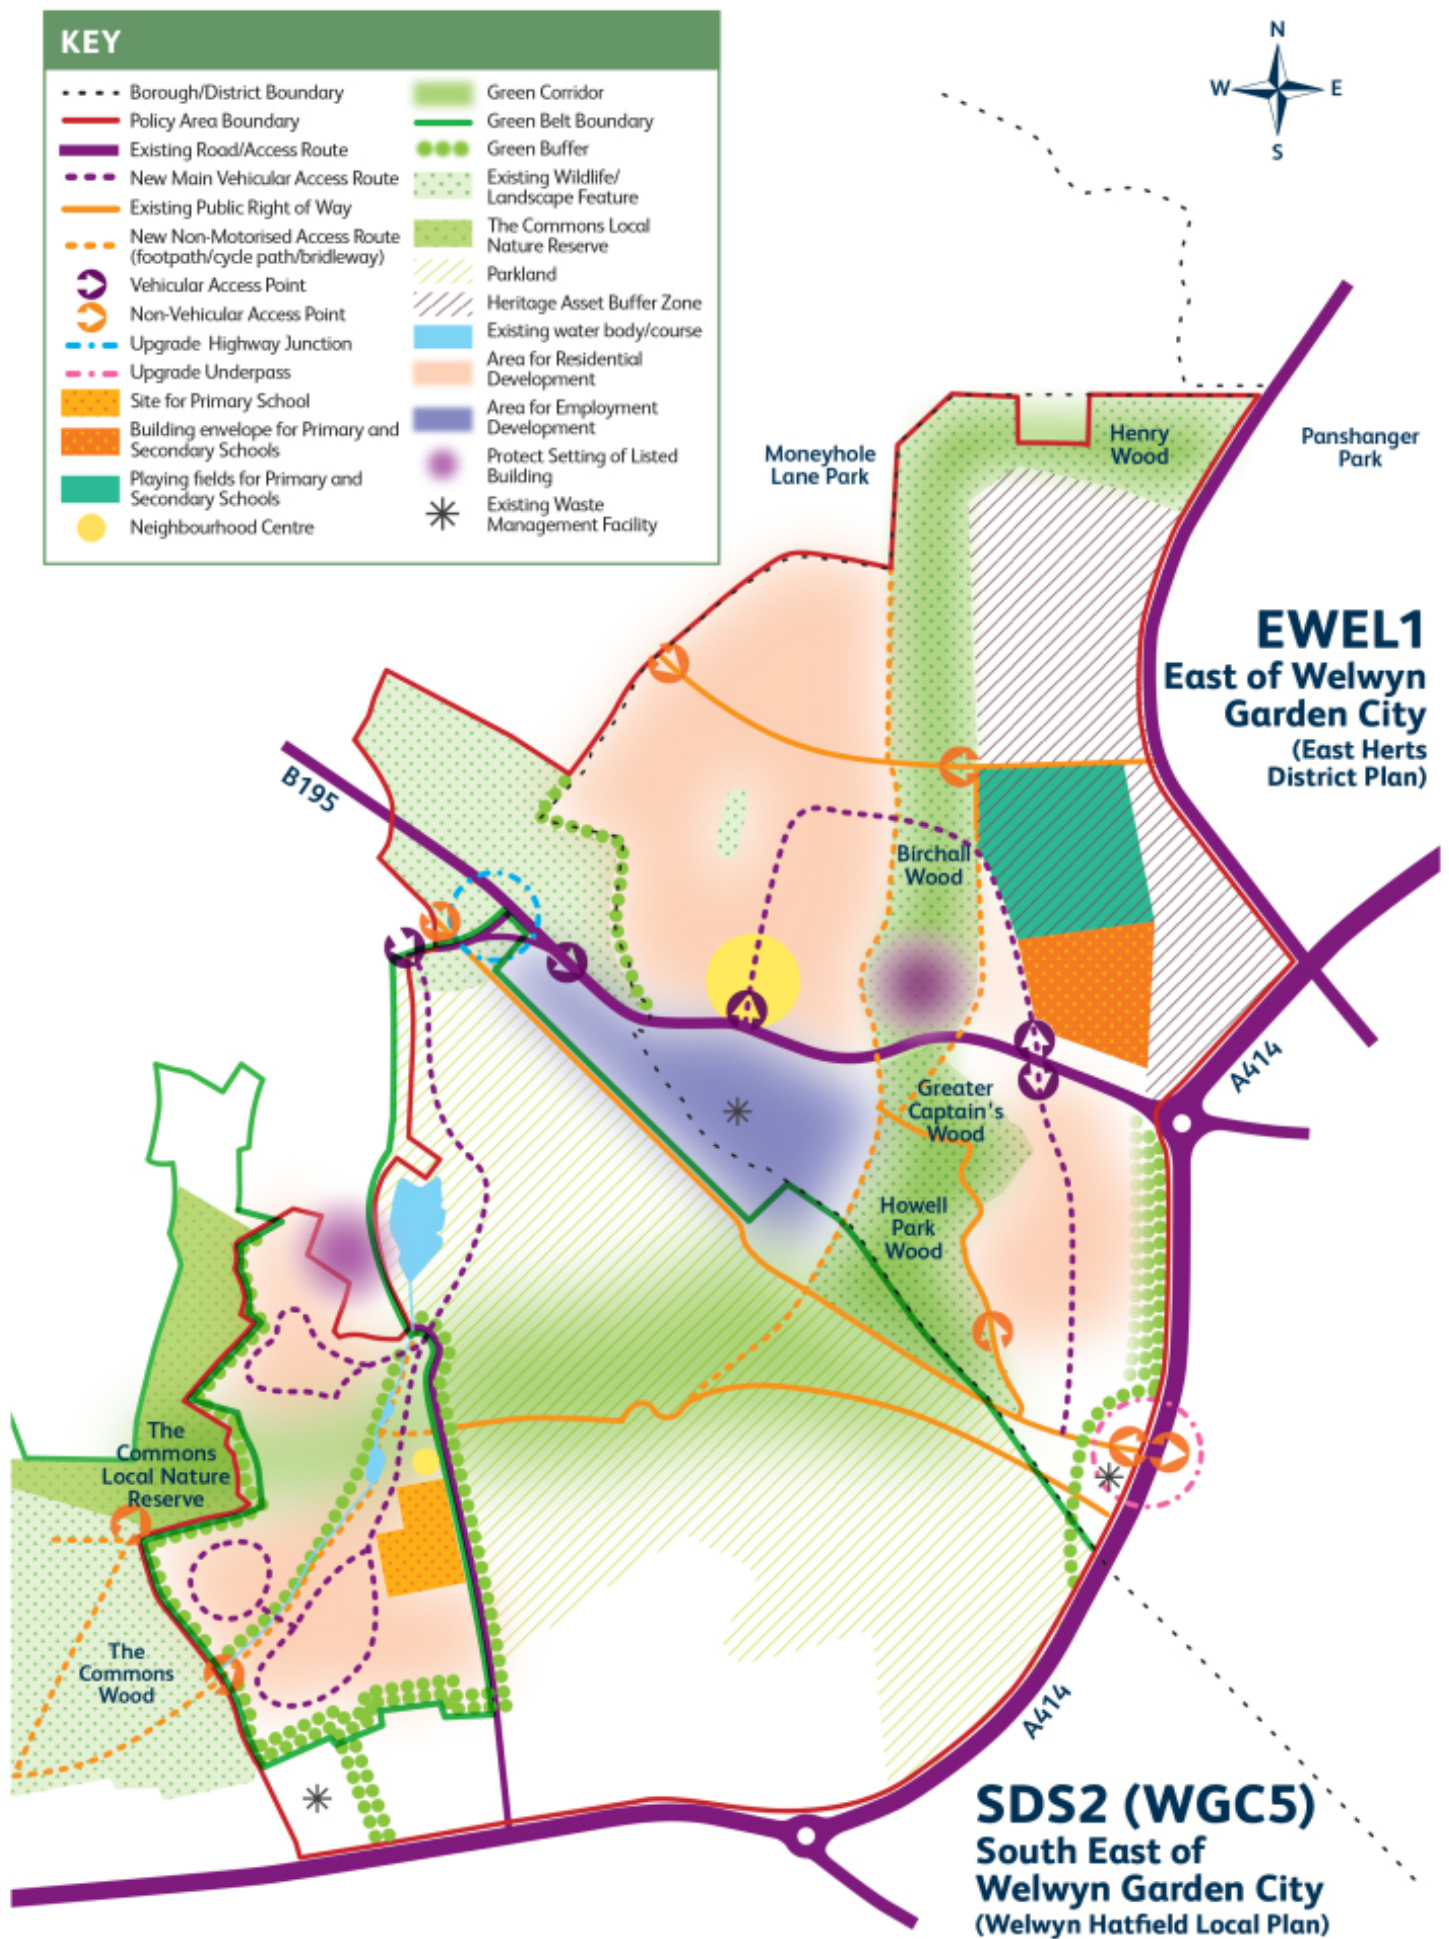 KEY
Borough/District Boundary
Policy Area Boundary
Existing Road/Access Route
New Main Vehicular Access Route
Existing Public Right of Way
New Non-Motorised Access Route
(footpath/cycle path/bridleway)
Vehicular Access Point
Non-Vehicular Access Point
Upgrade Highway Junction
Upgrade Underpass
Site for Primary School
Building envelope for Primary and
Secondary Schools
Playing fields for Primary and
Secondary Schools
Neighbourhood Centre
Green Corridor
Green Belt Boundary
Green Buffer
Existing Wildlife/
Landscape Feature
The Commons Local
Nature Reserve
Parkland
Heritage Asset Buffer Zone
Existing water body/course
Area for Residential
Development
Area for Employment
Development
Protect Setting of Listed
Building
Existing Waste
Management Facility
N
W
E
S
Moneyhole
Lane Park
Henry
Wood
Panshanger
Park
EWEL1
East of Welwyn
Garden City
(East Herts
District Plan)
B195
Birchall
Wood
A414
Greater
Captain's
Wood
Howell
Park
Wood
The
Commons
Local Nature
Reserve
The
Commons
Wood
A414
SDS2 (WGC5)
South East of
Welwyn Garden City
(Welwyn Hatfield Local Plan)